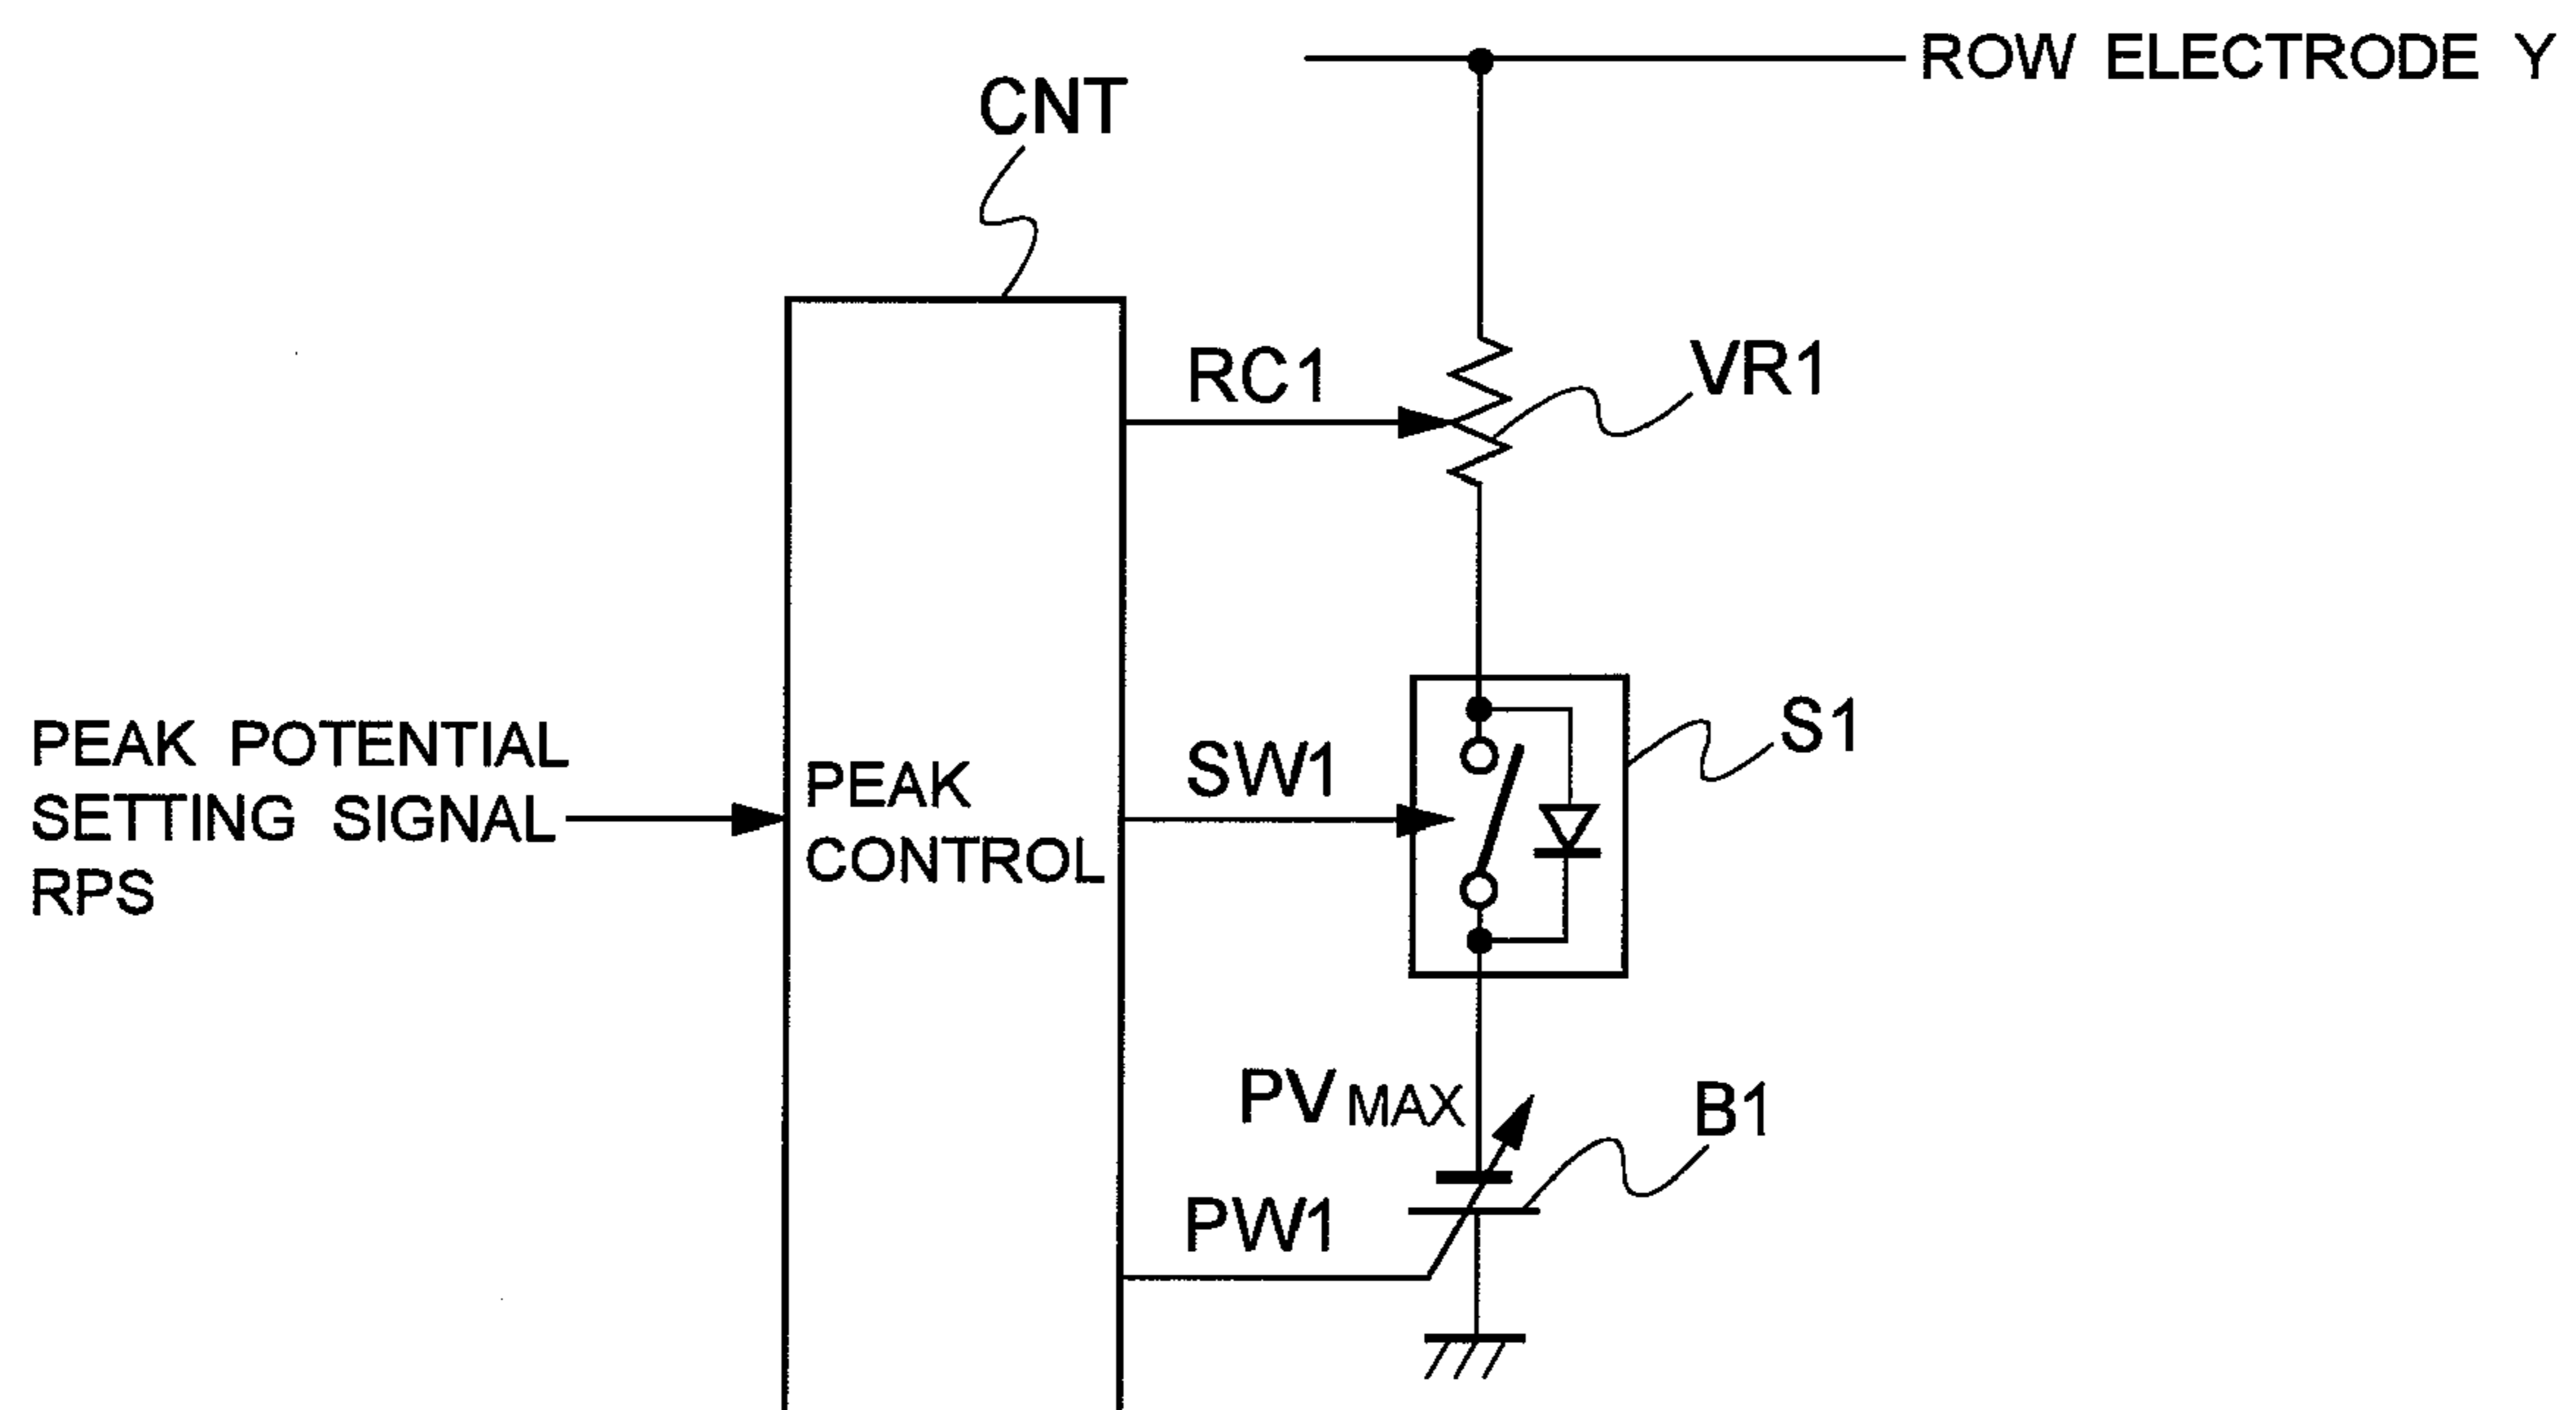 ROW ELECTRODE Y
CNT
RC1
VR1
S1
SW1
PEAK POTENTIAL
SETTING SIGNAL
RPS
PEAK
CONTROL
PVMAX
B1
PW1